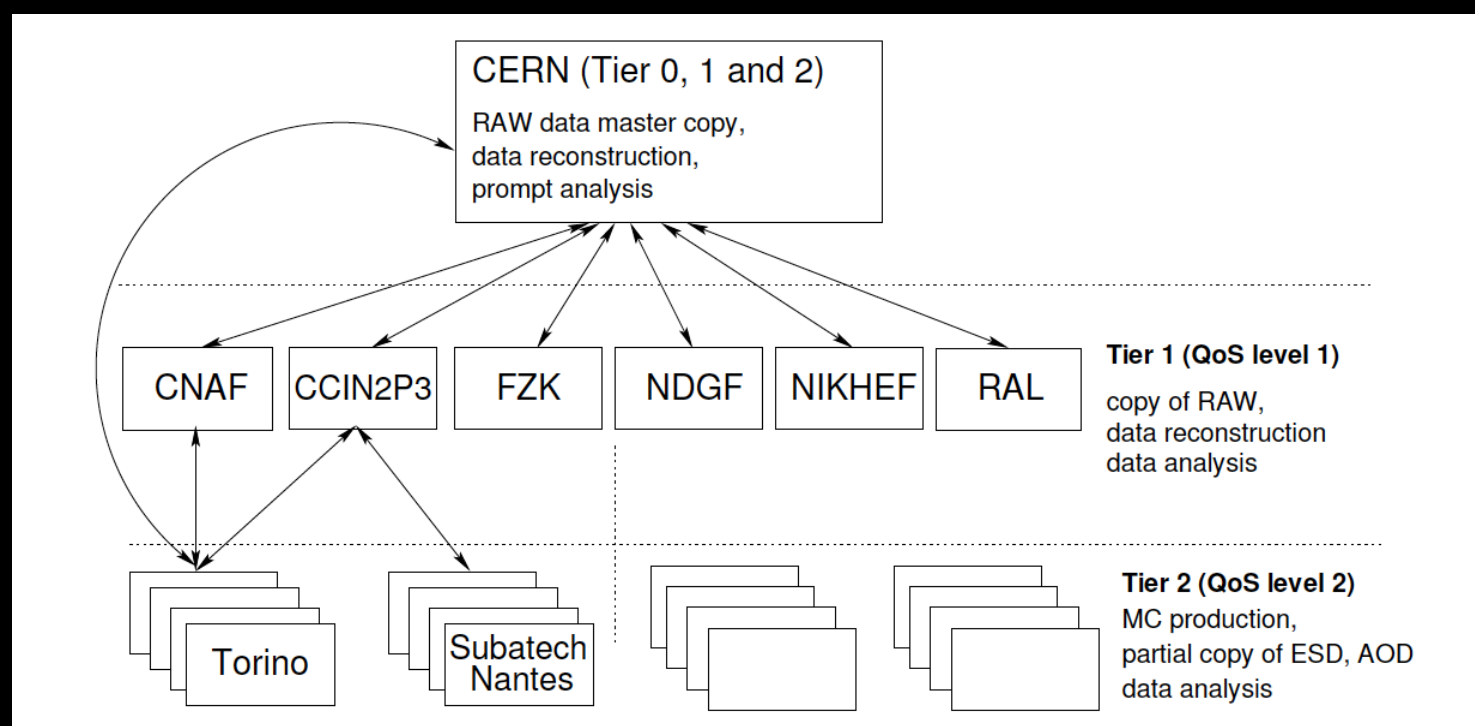 CERN (Tier 0, 1 and 2)
RAW data master copy,
data reconstruction,
prompt analysis
CNAF
CCIN2P3
FZK
NDGF
NIKHEF
RAL
Tier 1 (QoS level 1)
copy of RAW,
data reconstruction
data analysis
Torino
Subatech
Nantes
Tier 2 (QoS level 2)
MC production,
partial copy of ESD, AOD
data analysis